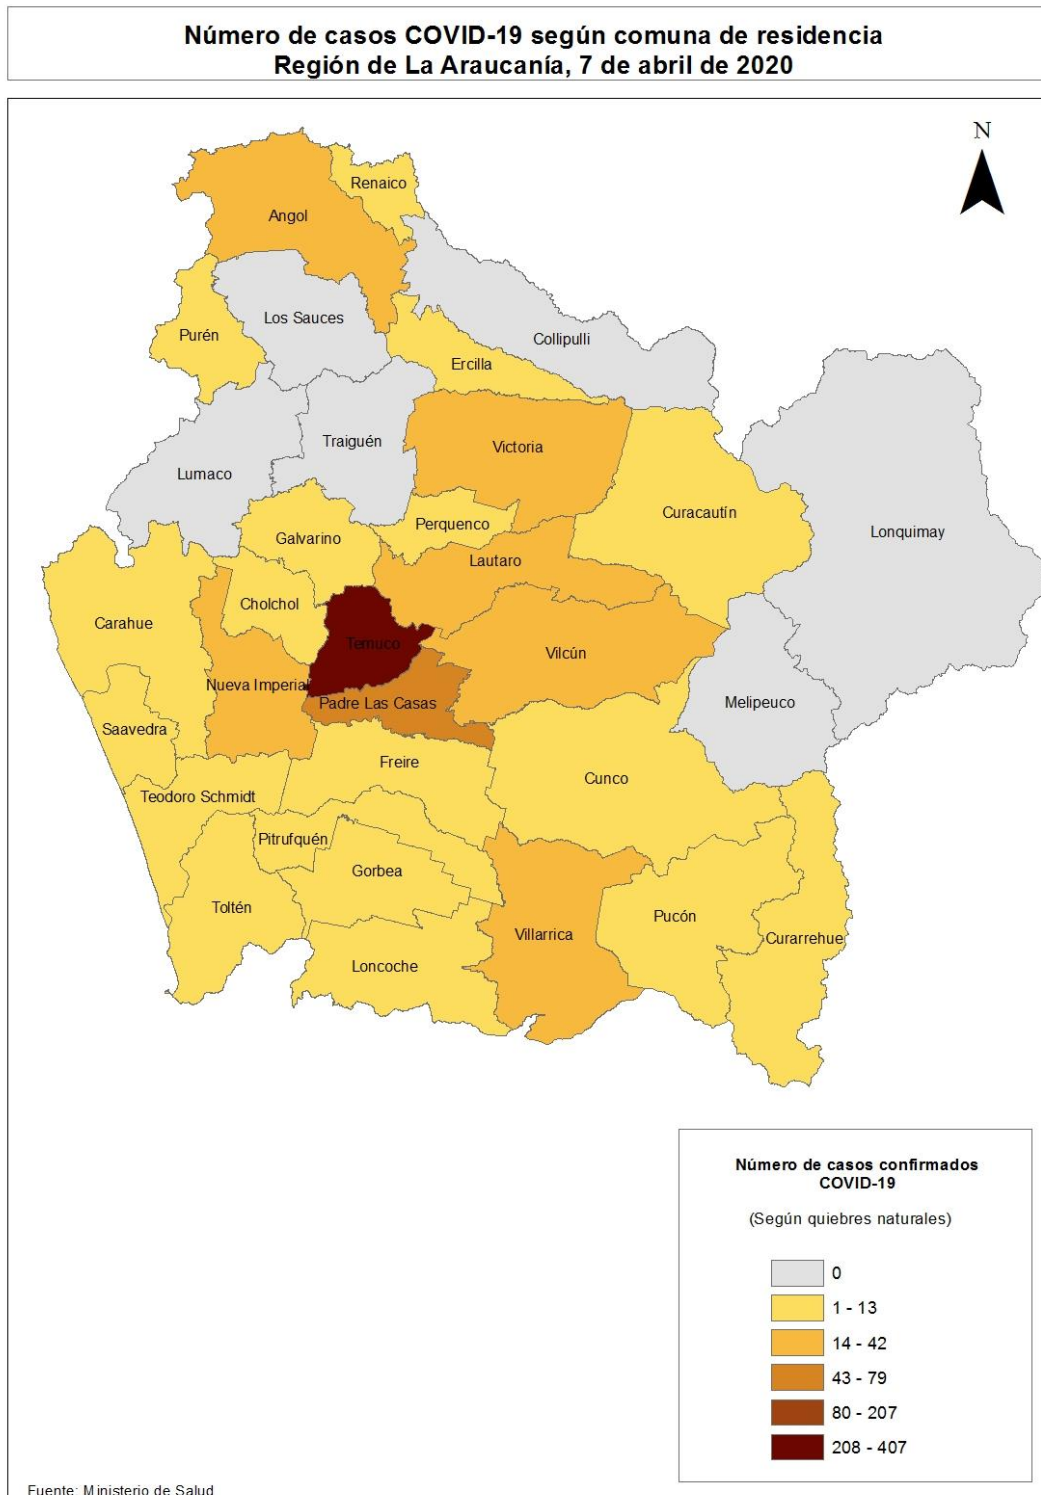 Número de casos COVID-19 según comuna de residencia
Región de La Araucanía, 7 de abril de 2020
N
Renaico
Angol
Los Sauces
Purén
Collipulli
Ercilla
Traiguén
Victoria
Lumaco
Curacautín
Perquenco
Galvarino
Lonquimay
Lautaro
Cholchol
Carahue
Temuco
Vilcún
Nueva Imperial
Padre Las Casas
Melipeuco
Saavedra
Freire
Cunco
Teodoro Schmidt
Pitrufquén
Gorbea
Toltén
Pucón
Villarrica
Curarrehue
Loncoche
Número de casos confirmados
COVID-19
(Según quiebres naturales)
0
1 - 13
14 - 42
43 - 79
80 - 207
208 - 407
Fuente: Ministerio de Salud